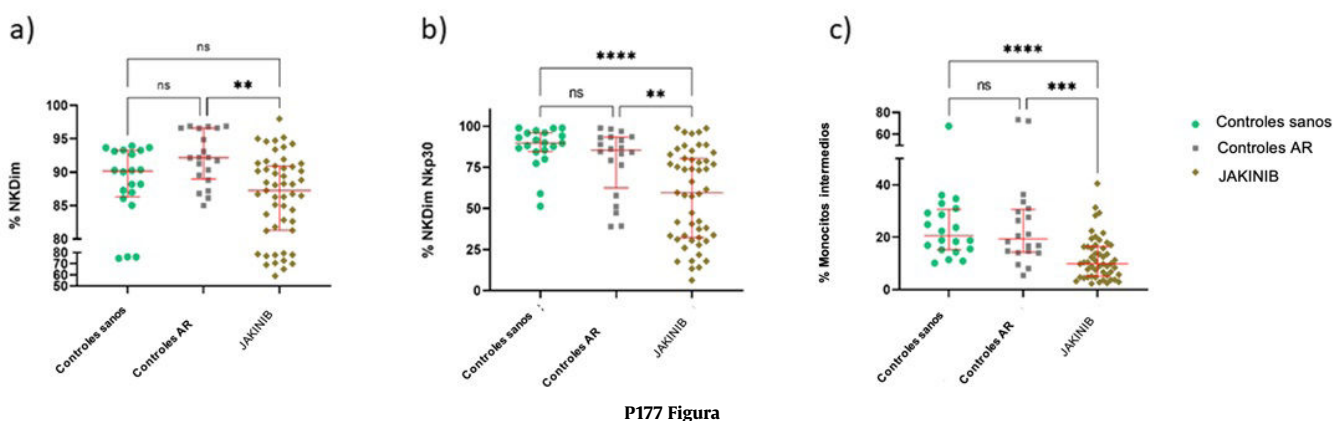 a)
ns
ns
**
% NKDim
100
95
90
85
80
80
70
60
50
Controles sanos
Controles AR
JAKINIB
b)
****
ns
**
% NKDim Nkp30
100
75
50
25
0
Controles sanos
Controles AR
JAKINIB
c)
****
ns
***
% Monocitos intermedios
80
60
40
20
0
Controles sanos
Controles AR
JAKINIB
Controles sanos
Controles AR
JAKINIB
P177 Figura